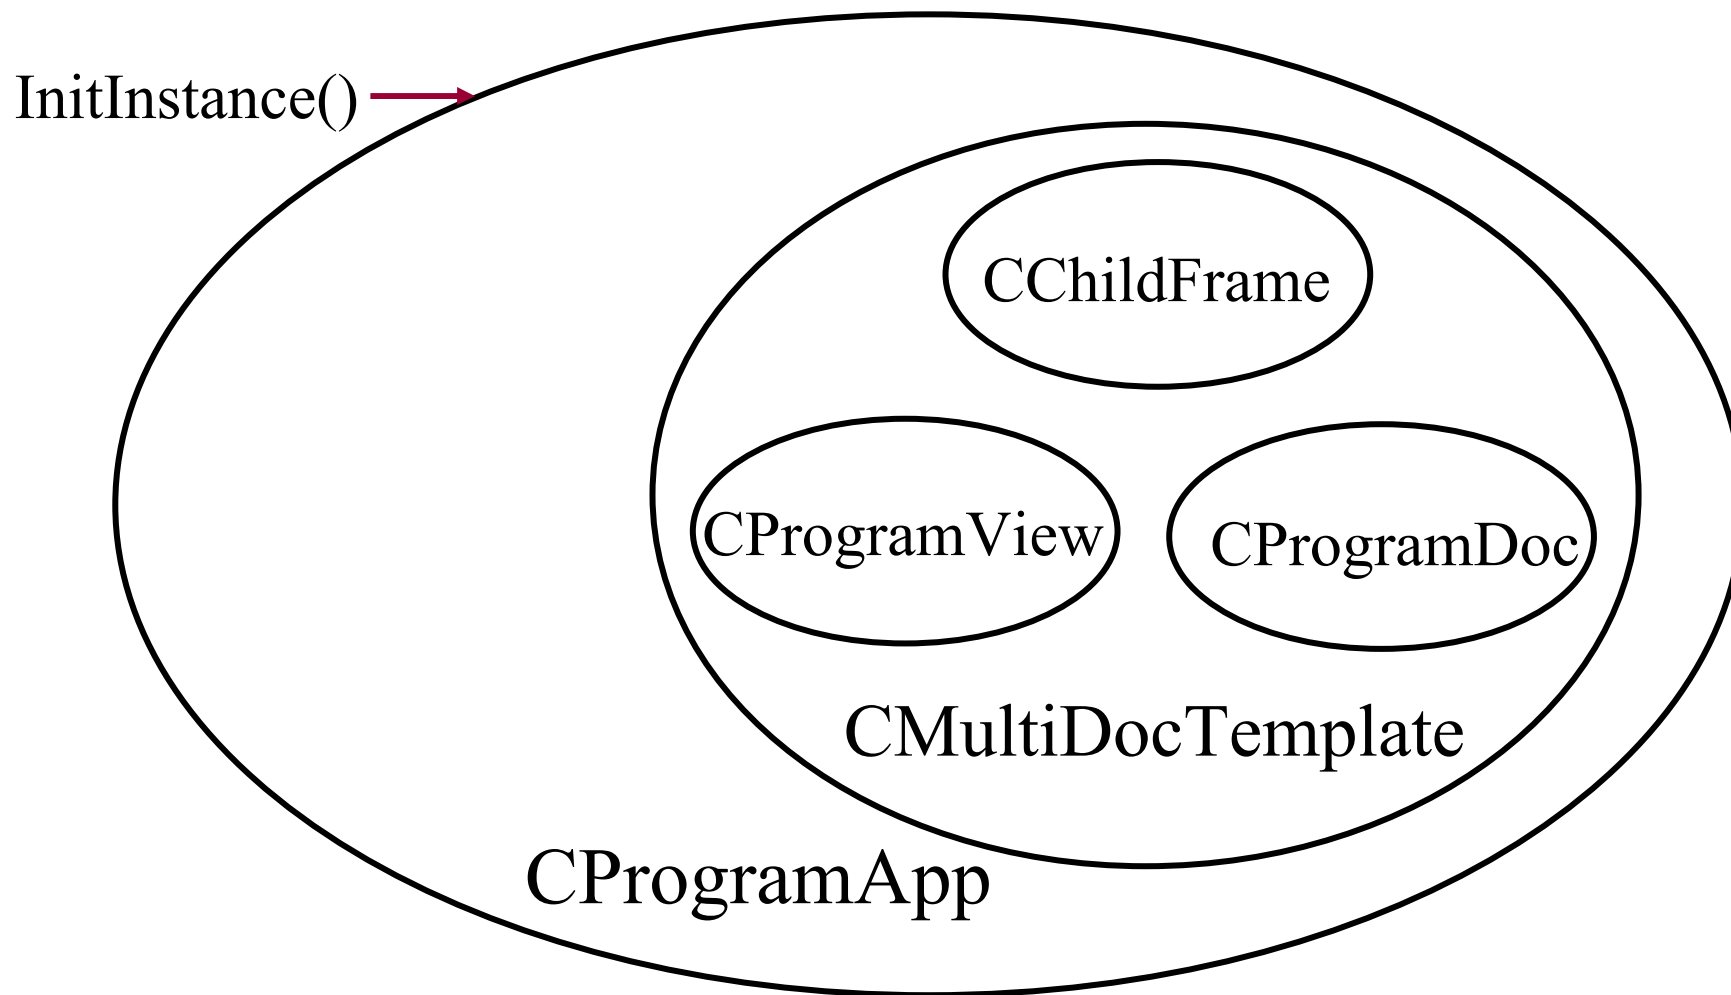 InitInstance()
CChildFrame
CProgramView
CProgramDoc
CMultiDocTemplate
CProgramApp